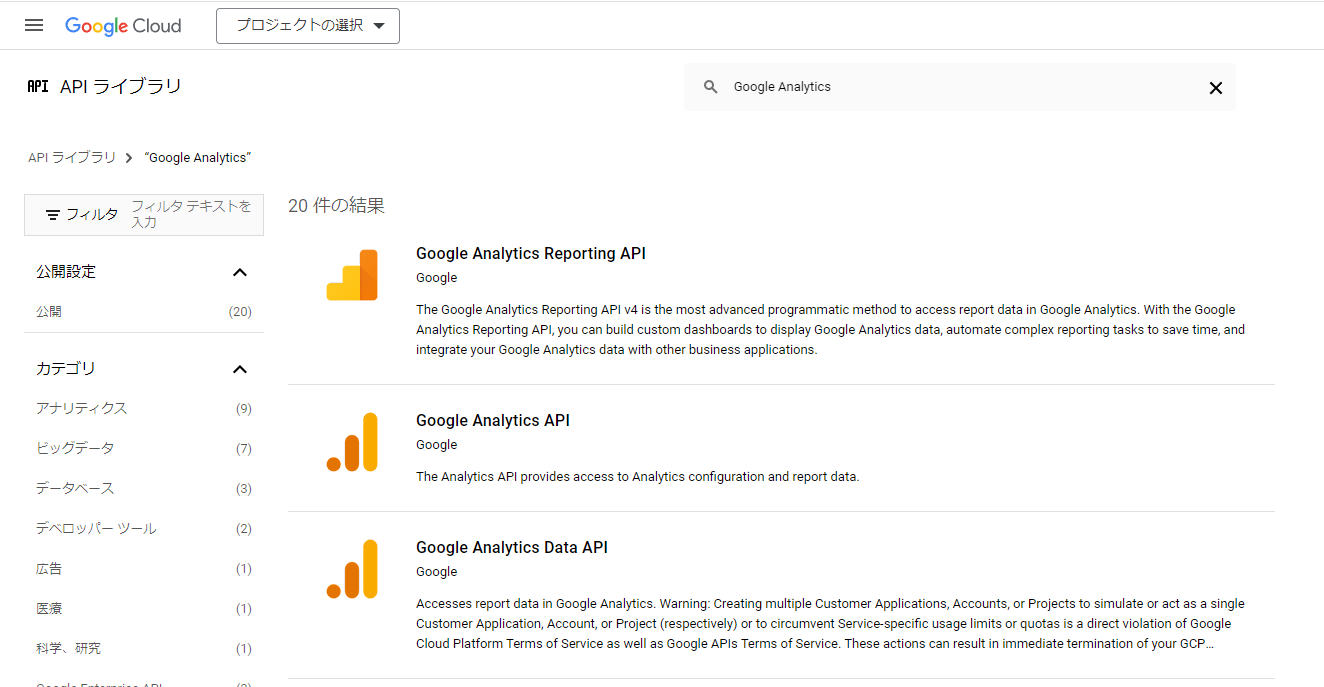 Google Cloud
プロジェクトの選択
API API ライブラリ
Google Analytics
API ライブラリ
“Google Analytics”
フィルタ
フィルタ テキストを
入力
公開設定
公開 (20)
カテゴリ
アナリティクス (9)
ビッグデータ (7)
データベース (3)
デベロッパー ツール (2)
広告 (1)
医療 (1)
科学、研究 (1)
20 件の結果
Google Analytics Reporting API
Google
The Google Analytics Reporting API v4 is the most advanced programmatic method to access report data in Google Analytics. With the Google
Analytics Reporting API, you can build custom dashboards to display Google Analytics data, automate complex reporting tasks to save time, and
integrate your Google Analytics data with other business applications.
Google Analytics API
Google
The Analytics API provides access to Analytics configuration and report data.
Google Analytics Data API
Google
Accesses report data in Google Analytics. Warning: Creating multiple Customer Applications, Accounts, or Projects to simulate or act as a single
Customer Application, Account, or Project (respectively) or to circumvent Service-specific usage limits or quotas is a direct violation of Google
Cloud Platform Terms of Service as well as Google APIs Terms of Service. These actions can result in immediate termination of your GCP...